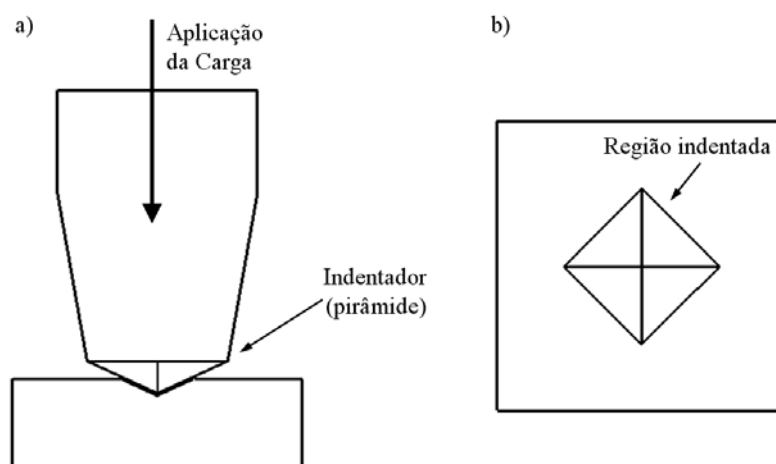 a)
Aplicação
da Carga
Indentador
(pirâmide)
b)
Região indentada